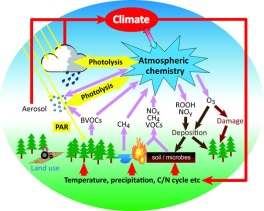 Climate
Photolysis
Atmospheric
chemistry
Photolysis
Aerosol
PAR
BVOCs
CH4
NOx
CH4
VOCs
ROOH
NOy
O3
Deposition
Damage
Land use
soil / microbes
Temperature, precipitation, C/N cycle etc